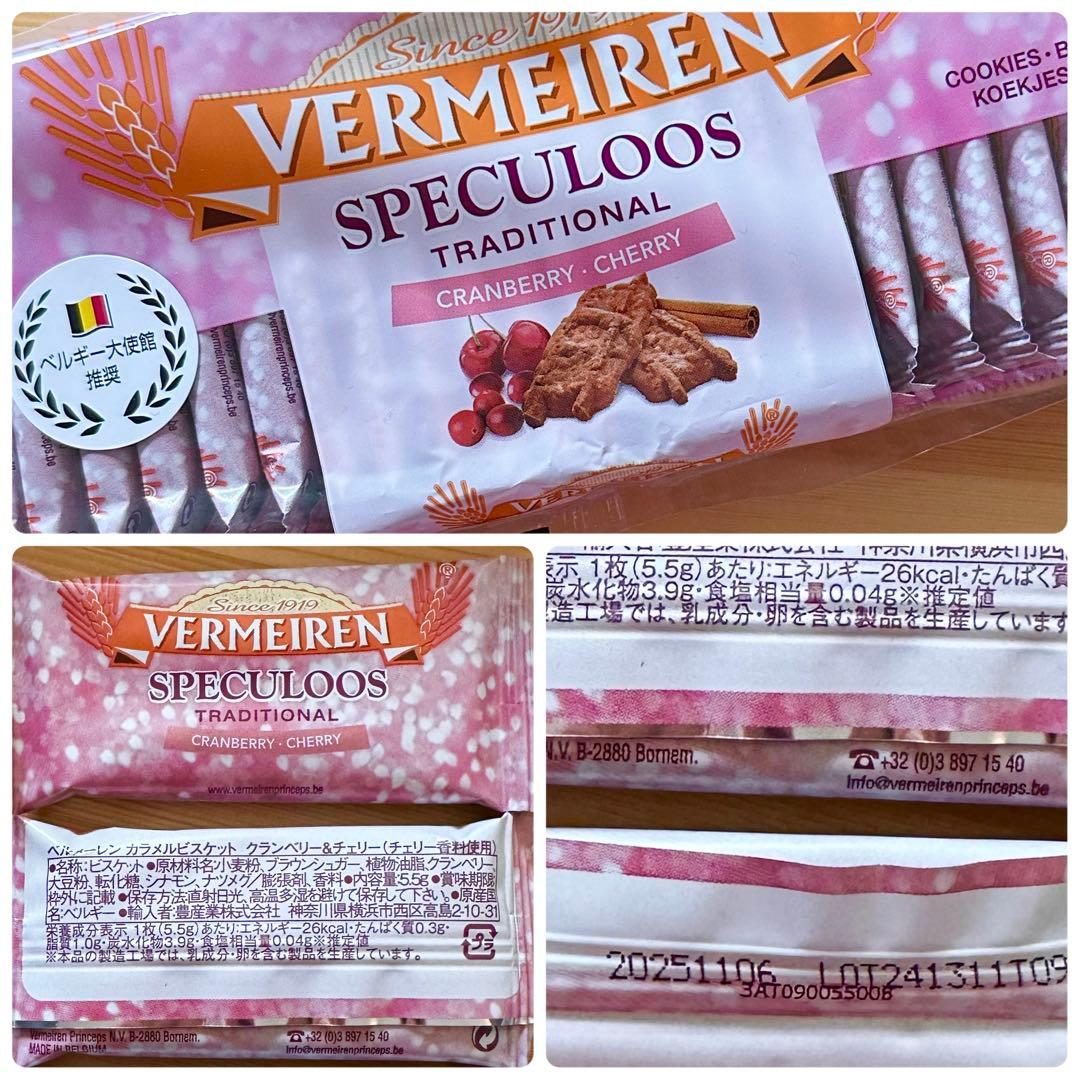 Since 1919
VERMEIREN
SPECULOOS
TRADITIONAL
CRANBERRY · CHERRY
COOKIES · B
KOEKJES
ベルギー大使館
推奨
vermeirenprinceps.be
Since 1919
VERMEIREN
SPECULOOS
TRADITIONAL
CRANBERRY · CHERRY
www.vermeirenprinceps.be
カラメルビスケット クランベリー&チェリー(チェリー香料使用)
●名称:ビスケット●原材料名:小麦粉、ブラウンシュガー、植物油脂、クランベリー、
大豆粉、転化糖、シナモン、ナツメグ/膨張剤、香料●内容量:5.5g●賞味期限:
枠外に記載●保存方法:直射日光、高温多湿を避けて保存して下さい。●原産国
名:ベルギー●輸入者:豊産業株式会社 神奈川県横浜市西区高島2-10-31
栄養成分表示 1枚(5.5g)あたり:エネルギー26kcal・たんぱく質0.3g・
脂質1.0g・炭水化物3.9g・食塩相当量0.04g※推定値
※本品の製造工場では、乳成分・卵を含む製品を生産しています。
プラ
Vermeiren Princeps N.V. B-2880 Bornem.
MADE IN BELGIUM
☎+32 (0)3 897 15 40
info@vermeirenprinceps.be
表示 1枚(5.5g)あたり:エネルギー26kcal・たんぱく質
炭水化物3.9g・食塩相当量0.04g※推定値
造工場では、乳成分・卵を含む製品を生産しています
N.V. B-2880 Bornem.
☎+32 (0)3 897 15 40
info@vermeirenprinceps.be
20251106 LOT241311T09
3AT09005500B